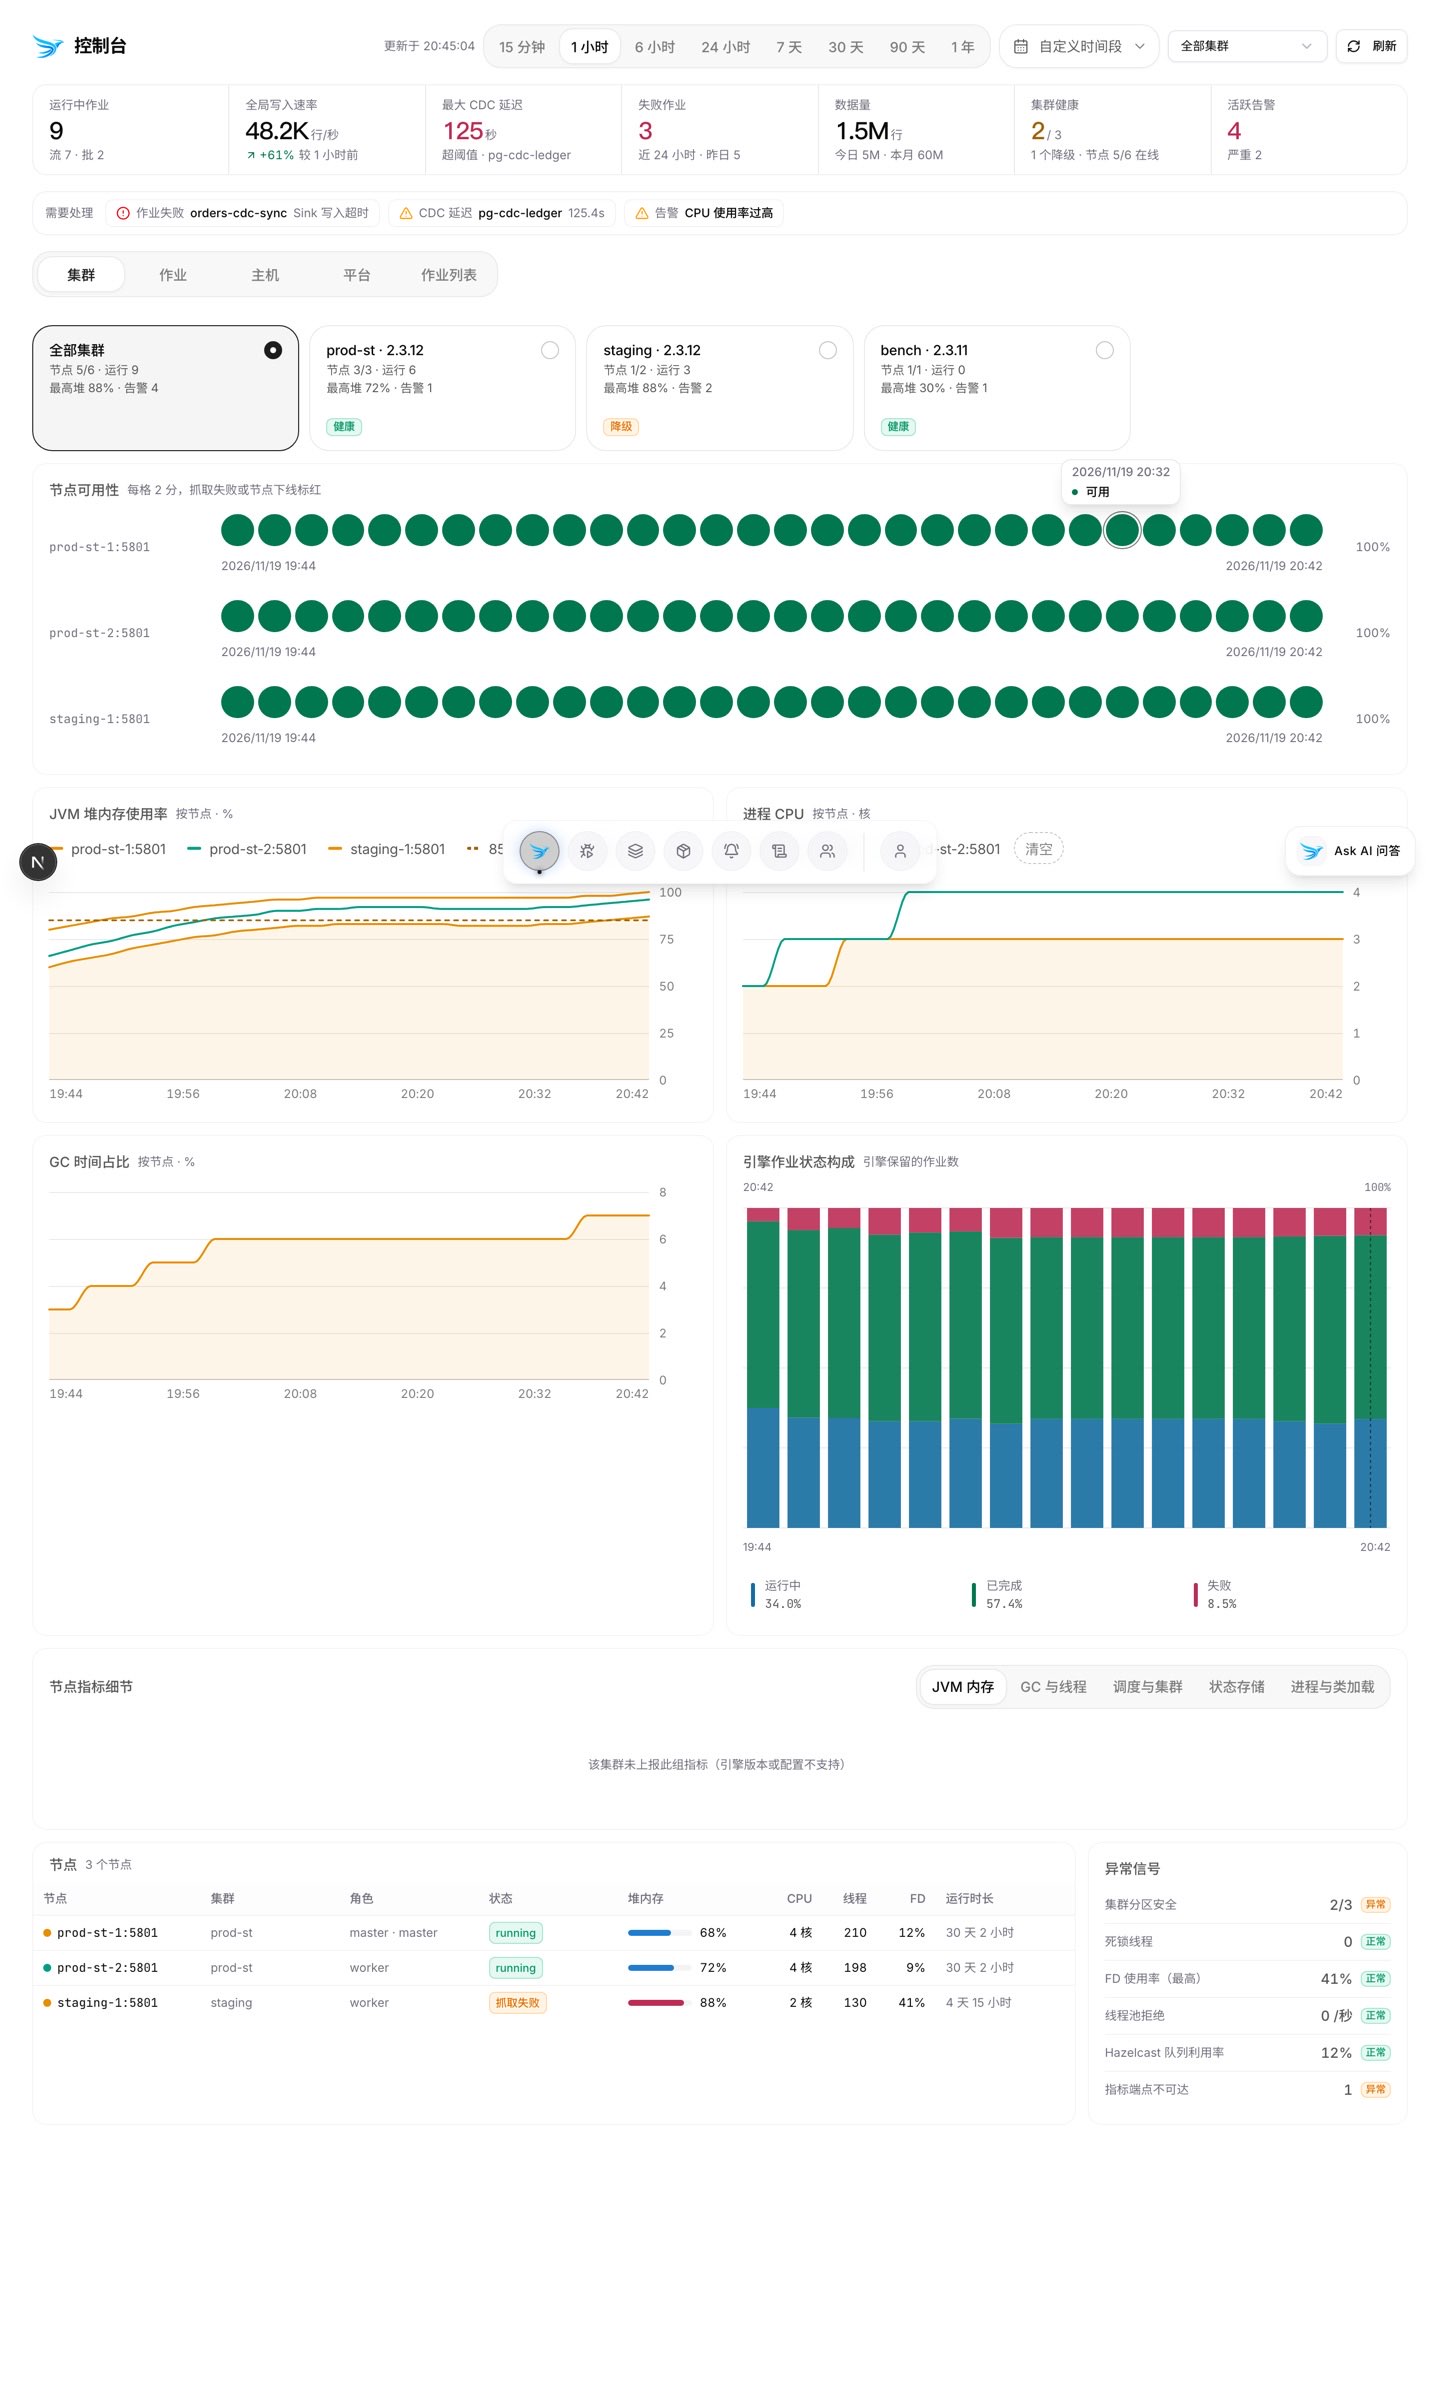 控制台
更新于 20:45:04
15 分钟 1 小时 6 小时 24 小时 7 天 30 天 90 天 1 年
自定义时间段
全部集群
刷新
运行中作业
9
流 7 · 批 2
全局写入速率
48.2K 行/秒
+61% 较 1 小时前
最大 CDC 延迟
125 秒
超阈值 · pg-cdc-ledger
失败作业
3
近 24 小时 · 昨日 5
数据量
1.5M 行
今日 5M · 本月 60M
集群健康
2 / 3
1 个降级 · 节点 5/6 在线
活跃告警
4
严重 2
需要处理 作业失败 orders-cdc-sync Sink 写入超时 CDC 延迟 pg-cdc-ledger 125.4s 告警 CPU 使用率过高
集群 作业 主机 平台 作业列表
全部集群
节点 5/6 · 运行 9
最高堆 88% · 告警 4
prod-st · 2.3.12
节点 3/3 · 运行 6
最高堆 72% · 告警 1
健康
staging · 2.3.12
节点 1/2 · 运行 3
最高堆 88% · 告警 2
降级
bench · 2.3.11
节点 1/1 · 运行 0
最高堆 30% · 告警 1
健康
2026/11/19 20:32
可用
节点可用性 每格 2 分，抓取失败或节点下线标红
prod-st-1:5801 100%
2026/11/19 19:44 2026/11/19 20:42
prod-st-2:5801 100%
2026/11/19 19:44 2026/11/19 20:42
staging-1:5801 100%
2026/11/19 19:44 2026/11/19 20:42
JVM 堆内存使用率 按节点 · %
prod-st-1:5801 prod-st-2:5801 staging-1:5801 85
100
75
50
25
0
19:44 19:56 20:08 20:20 20:32 20:42
进程 CPU 按节点 · 核
-st-2:5801 清空
Ask AI 问答
4
3
2
1
0
19:44 19:56 20:08 20:20 20:32 20:42
GC 时间占比 按节点 · %
8
6
4
2
0
19:44 19:56 20:08 20:20 20:32 20:42
引擎作业状态构成 引擎保留的作业数
20:42 100%
19:44 20:42
运行中
34.0%
已完成
57.4%
失败
8.5%
节点指标细节
JVM 内存 GC 与线程 调度与集群 状态存储 进程与类加载
该集群未上报此组指标（引擎版本或配置不支持）
节点 3 个节点
节点 集群 角色 状态 堆内存 CPU 线程 FD 运行时长
prod-st-1:5801 prod-st master · master running 68% 4 核 210 12% 30 天 2 小时
prod-st-2:5801 prod-st worker running 72% 4 核 198 9% 30 天 2 小时
staging-1:5801 staging worker 抓取失败 88% 2 核 130 41% 4 天 15 小时
异常信号
集群分区安全 2/3 异常
死锁线程 0 正常
FD 使用率（最高） 41% 正常
线程池拒绝 0 /秒 正常
Hazelcast 队列利用率 12% 正常
指标端点不可达 1 异常